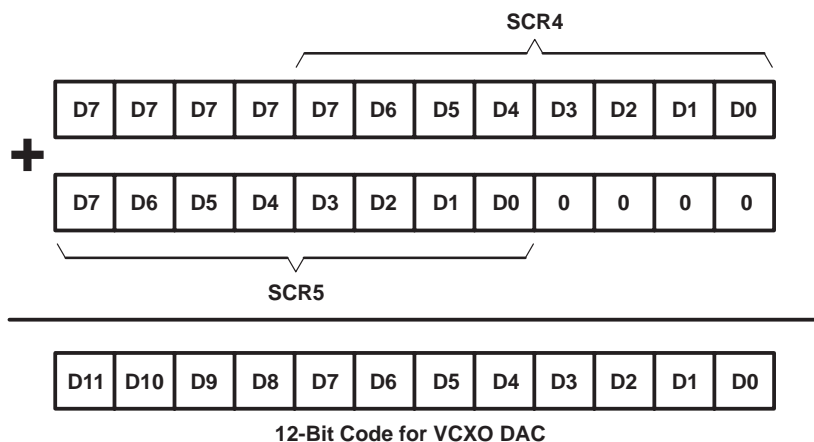 SCR4
D7 D7 D7 D7 D7 D6 D5 D4 D3 D2 D1 D0
+
D7 D6 D5 D4 D3 D2 D1 D0 0 0 0 0
SCR5
D11 D10 D9 D8 D7 D6 D5 D4 D3 D2 D1 D0
12-Bit Code for VCXO DAC